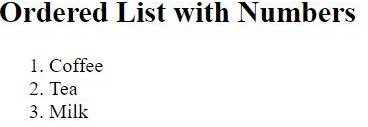 Ordered List with Numbers
1. Coffee
2. Tea
3. Milk